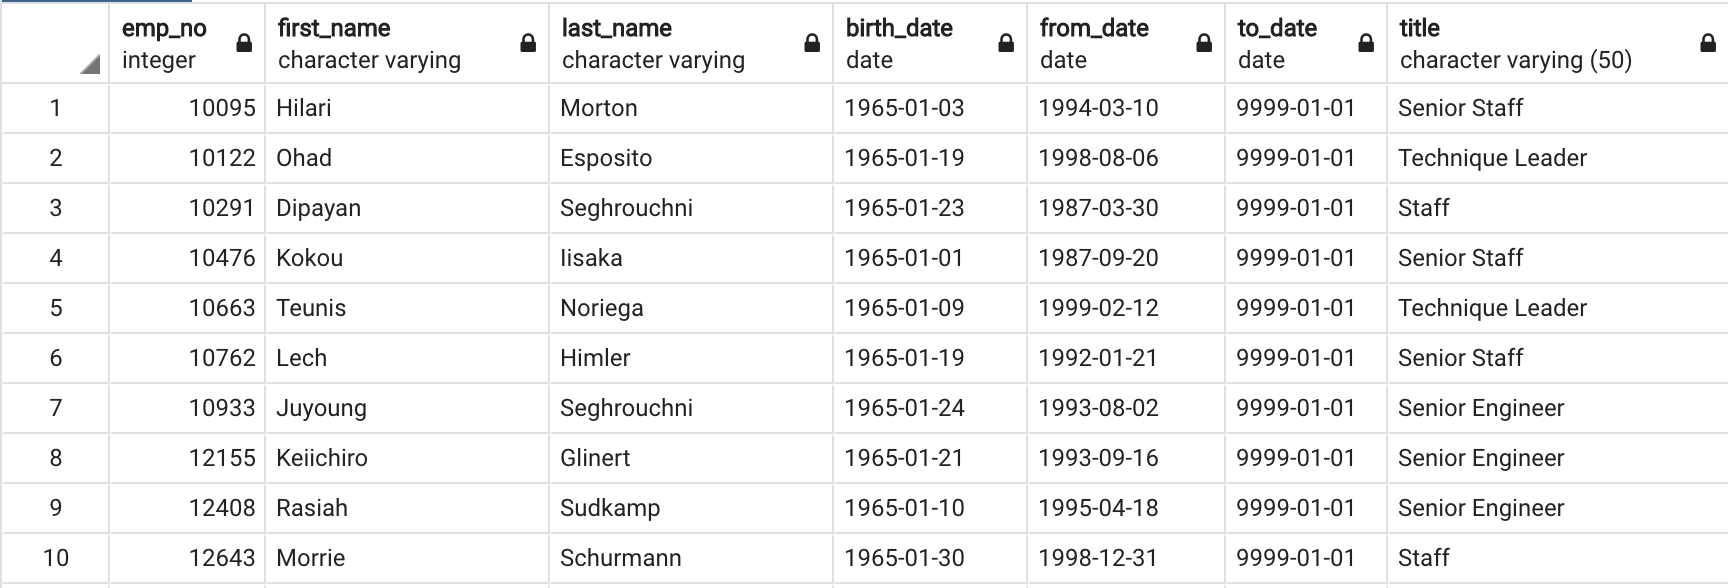 emp_no first_name last_name birth_date from_date to_date title
integer character varying character varying date date date character varying (50)
1 10095 Hilari Morton 1965-01-03 1994-03-10 9999-01-01 Senior Staff
2 10122 Ohad Esposito 1965-01-19 1998-08-06 9999-01-01 Technique Leader
3 10291 Dipayan Seghrouchni 1965-01-23 1987-03-30 9999-01-01 Staff
4 10476 Kokou Iisaka 1965-01-01 1987-09-20 9999-01-01 Senior Staff
5 10663 Teunis Noriega 1965-01-09 1999-02-12 9999-01-01 Technique Leader
6 10762 Lech Himler 1965-01-19 1992-01-21 9999-01-01 Senior Staff
7 10933 Juyoung Seghrouchni 1965-01-24 1993-08-02 9999-01-01 Senior Engineer
8 12155 Keiichiro Glinert 1965-01-21 1993-09-16 9999-01-01 Senior Engineer
9 12408 Rasiah Sudkamp 1965-01-10 1995-04-18 9999-01-01 Senior Engineer
10 12643 Morrie Schurmann 1965-01-30 1998-12-31 9999-01-01 Staff